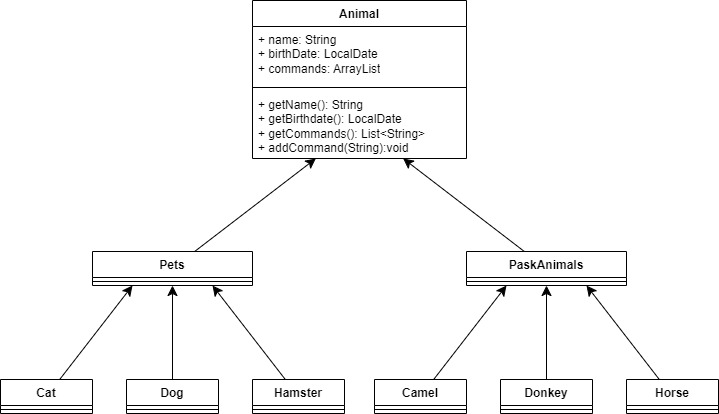 Animal
+ name: String
+ birthDate: LocalDate
+ commands: ArrayList
+ getName(): String
+ getBirthdate(): LocalDate
+ getCommands(): List<String>
+ addCommand(String):void
Pets
PaskAnimals
Cat
Dog
Hamster
Camel
Donkey
Horse